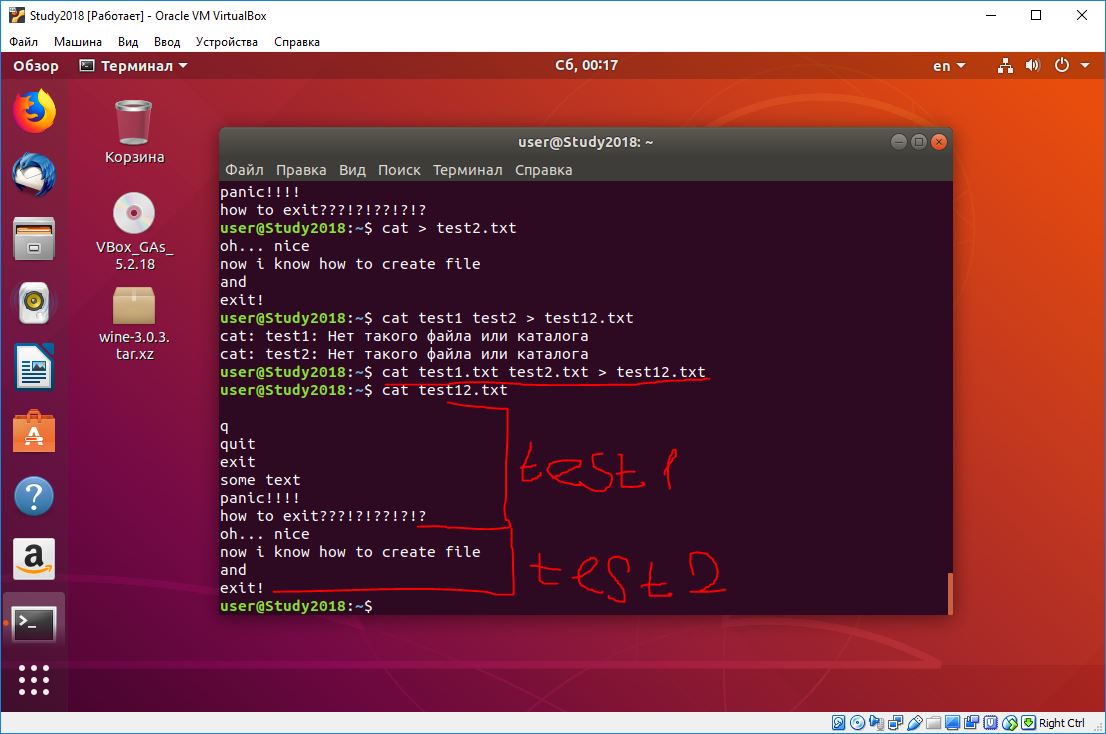 Study2018 [Работает] - Oracle VM VirtualBox
Файл Машина Вид Ввод Устройства Справка
Обзор Терминал Сб, 00:17 en
Корзина
VBox_GAs_
5.2.18
wine-3.0.3.
tar.xz
user@Study2018: ~
Файл Правка Вид Поиск Терминал Справка
panic!!!!
how to exit???!?!??!?!?
user@Study2018:~$ cat > test2.txt
oh... nice
now i know how to create file
and
exit!
user@Study2018:~$ cat test1 test2 > test12.txt
cat: test1: Нет такого файла или каталога
cat: test2: Нет такого файла или каталога
user@Study2018:~$ cat test1.txt test2.txt > test12.txt
user@Study2018:~$ cat test12.txt
q
quit
exit
some text
panic!!!!
how to exit???!?!??!?!?
oh... nice
now i know how to create file
and
exit!
user@Study2018:~$
test1
test2
Right Ctrl